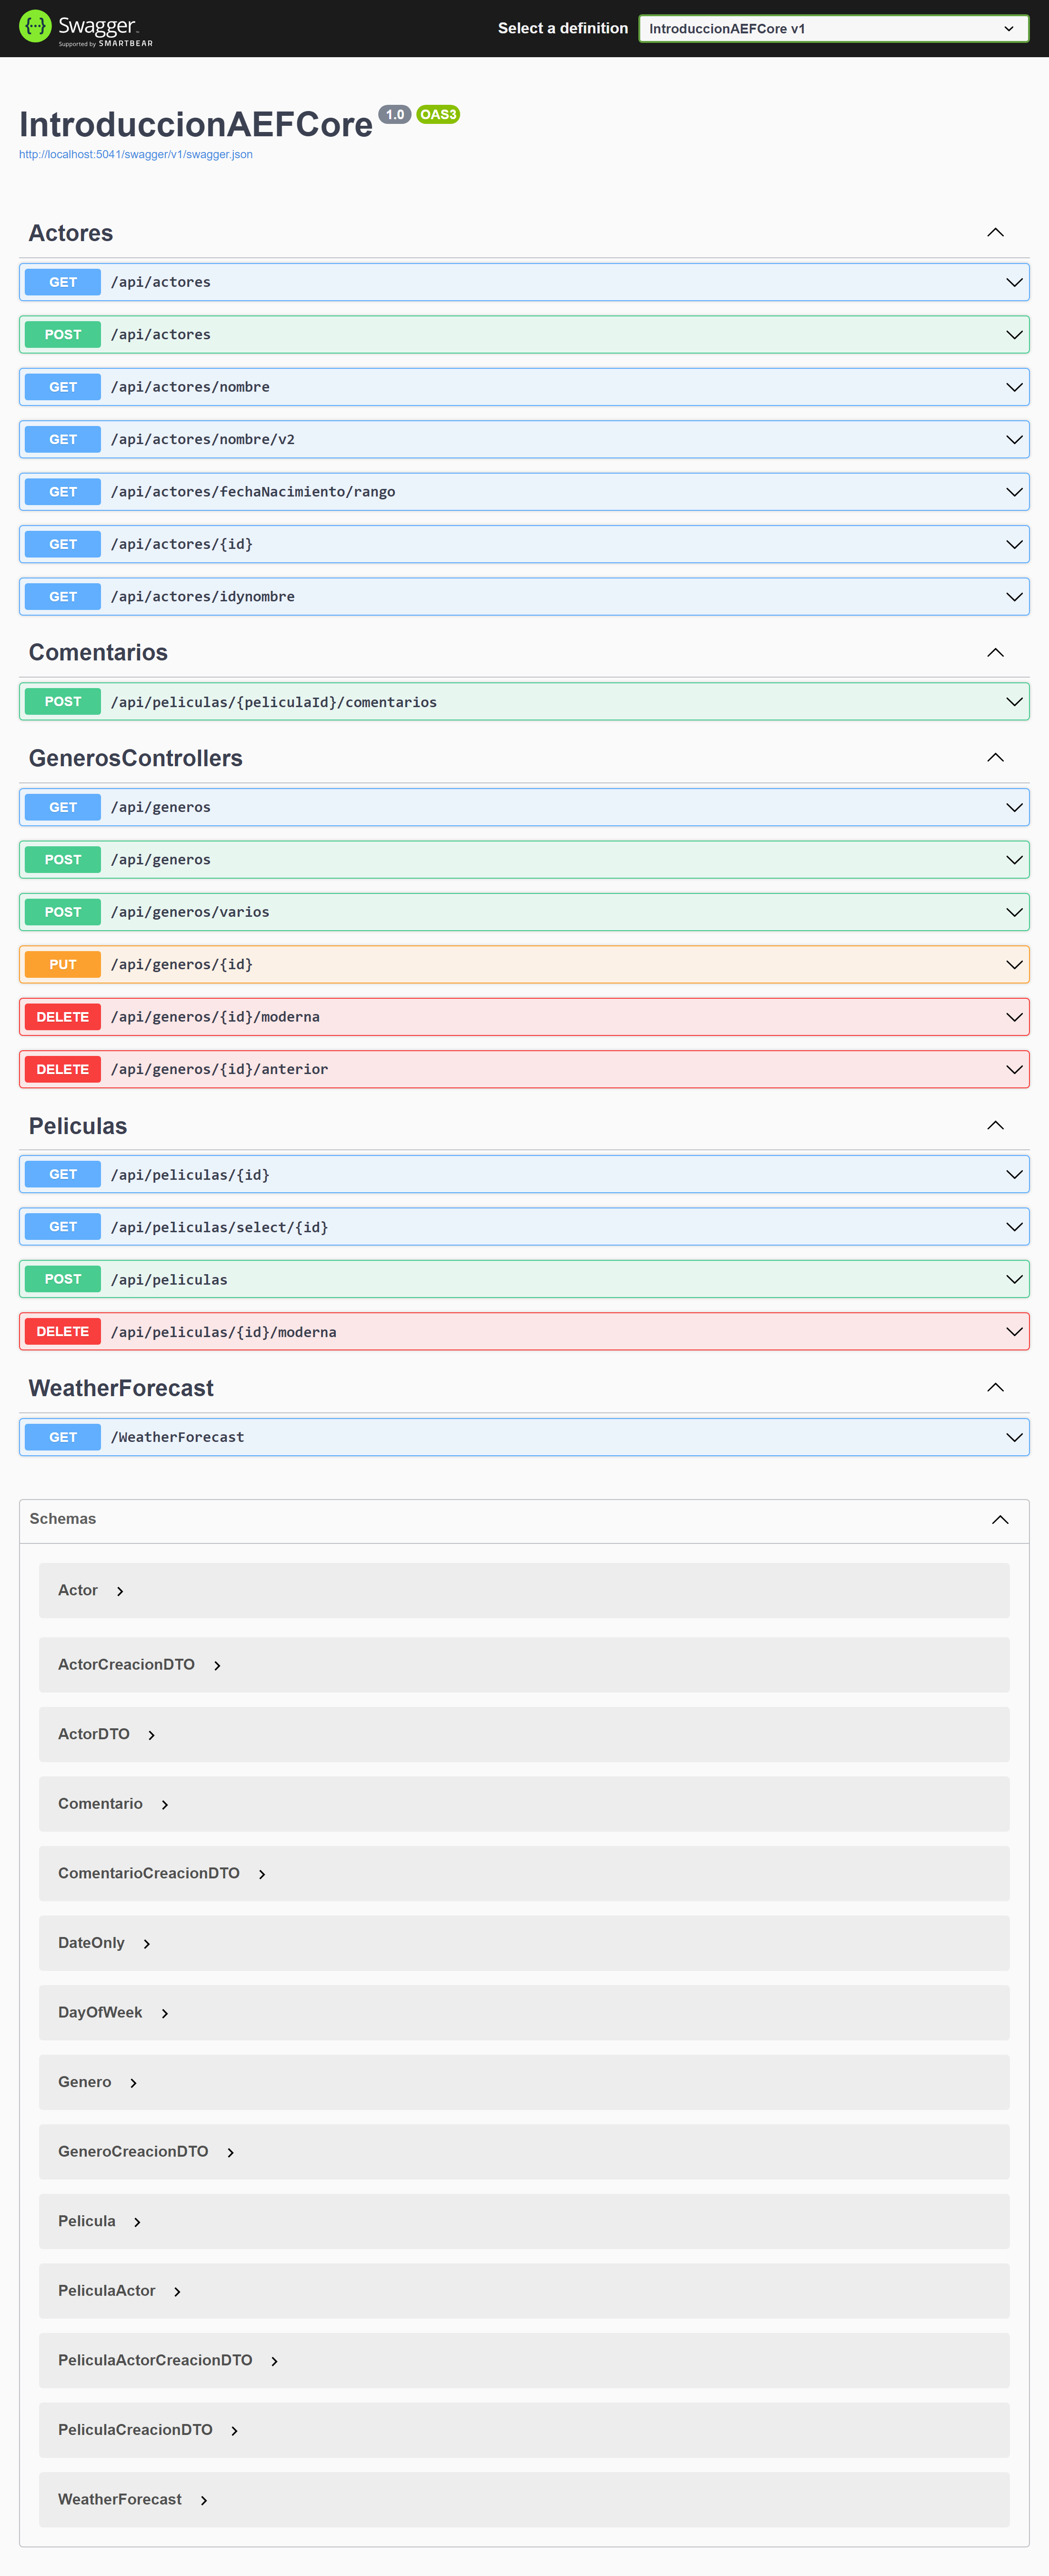 Swagger
Supported by SMARTBEAR
Select a definition
IntroduccionAEFCore v1
IntroduccionAEFCore 1.0 OAS3
http://localhost:5041/swagger/v1/swagger.json
Actores
GET /api/actores
POST /api/actores
GET /api/actores/nombre
GET /api/actores/nombre/v2
GET /api/actores/fechaNacimiento/rango
GET /api/actores/{id}
GET /api/actores/idynombre
Comentarios
POST /api/peliculas/{peliculaId}/comentarios
GenerosControllers
GET /api/generos
POST /api/generos
POST /api/generos/varios
PUT /api/generos/{id}
DELETE /api/generos/{id}/moderna
DELETE /api/generos/{id}/anterior
Peliculas
GET /api/peliculas/{id}
GET /api/peliculas/select/{id}
POST /api/peliculas
DELETE /api/peliculas/{id}/moderna
WeatherForecast
GET /WeatherForecast
Schemas
Actor
ActorCreacionDTO
ActorDTO
Comentario
ComentarioCreacionDTO
DateOnly
DayOfWeek
Genero
GeneroCreacionDTO
Pelicula
PeliculaActor
PeliculaActorCreacionDTO
PeliculaCreacionDTO
WeatherForecast